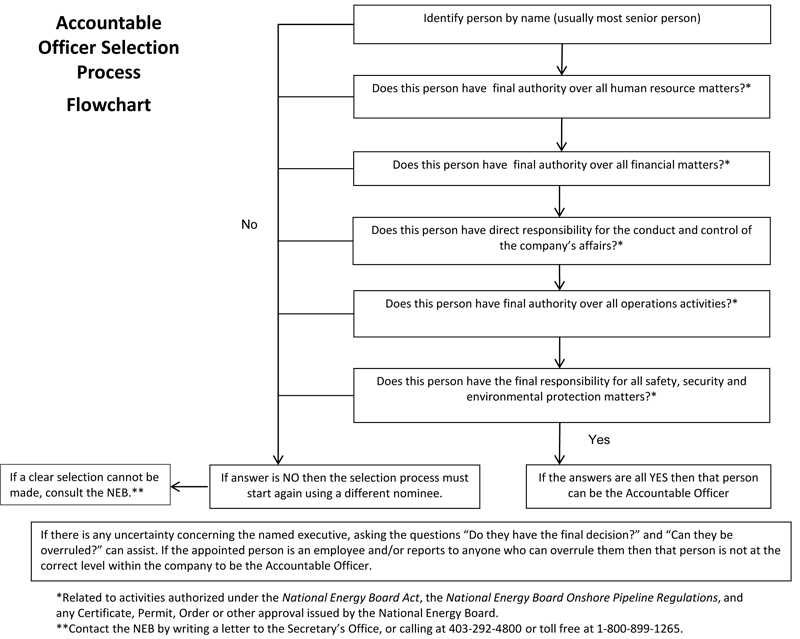 Accountable
Officer Selection
Process
Flowchart
Identify person by name (usually most senior person)
Does this person have final authority over all human resource matters?*
Does this person have final authority over all financial matters?*
No
Does this person have direct responsibility for the conduct and control of
the company's affairs?*
Does this person have final authority over all operations activities?*
Does this person have the final responsibility for all safety, security and
environmental protection matters?*
Yes
If a clear selection cannot be
made, consult the NEB.**
If answer is NO then the selection process must
start again using a different nominee.
If the answers are all YES then that person
can be the Accountable Officer
If there is any uncertainty concerning the named executive, asking the questions “Do they have the final decision?” and “Can they be
overruled?” can assist. If the appointed person is an employee and/or reports to anyone who can overrule them then that person is not at the
correct level within the company to be the Accountable Officer.
*Related to activities authorized under the National Energy Board Act, the National Energy Board Onshore Pipeline Regulations, and
any Certificate, Permit, Order or other approval issued by the National Energy Board.
**Contact the NEB by writing a letter to the Secretary's Office, or calling at 403-292-4800 or toll free at 1-800-899-1265.